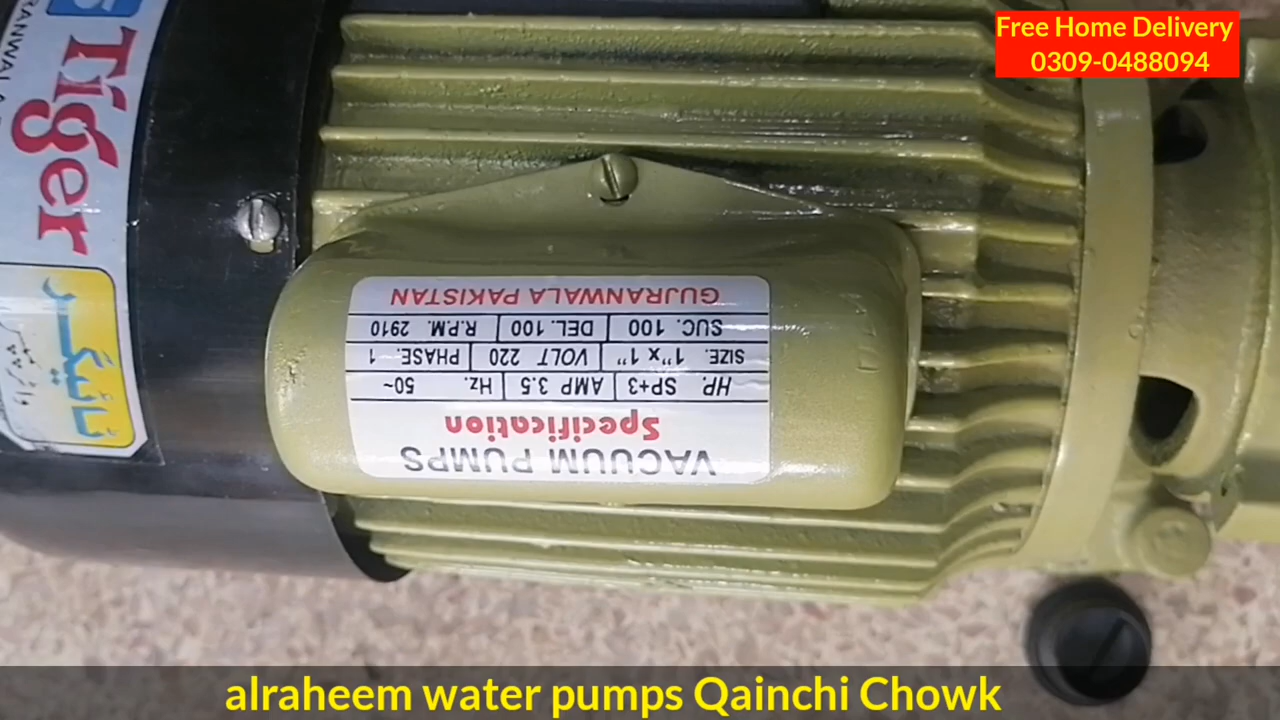 Free Home Delivery
0309-0488094
Tiger
ٹائیگر
VACUUM PUMPS
Specification
HP. SP+3 AMP 3.5 Hz. 50~
SIZE. 1" x 1" VOLT 220 PHASE. 1
SUC. 100 DEL. 100 R.P.M. 2910
GUJRANWALA PAKISTAN
alraheem water pumps Qainchi Chowk